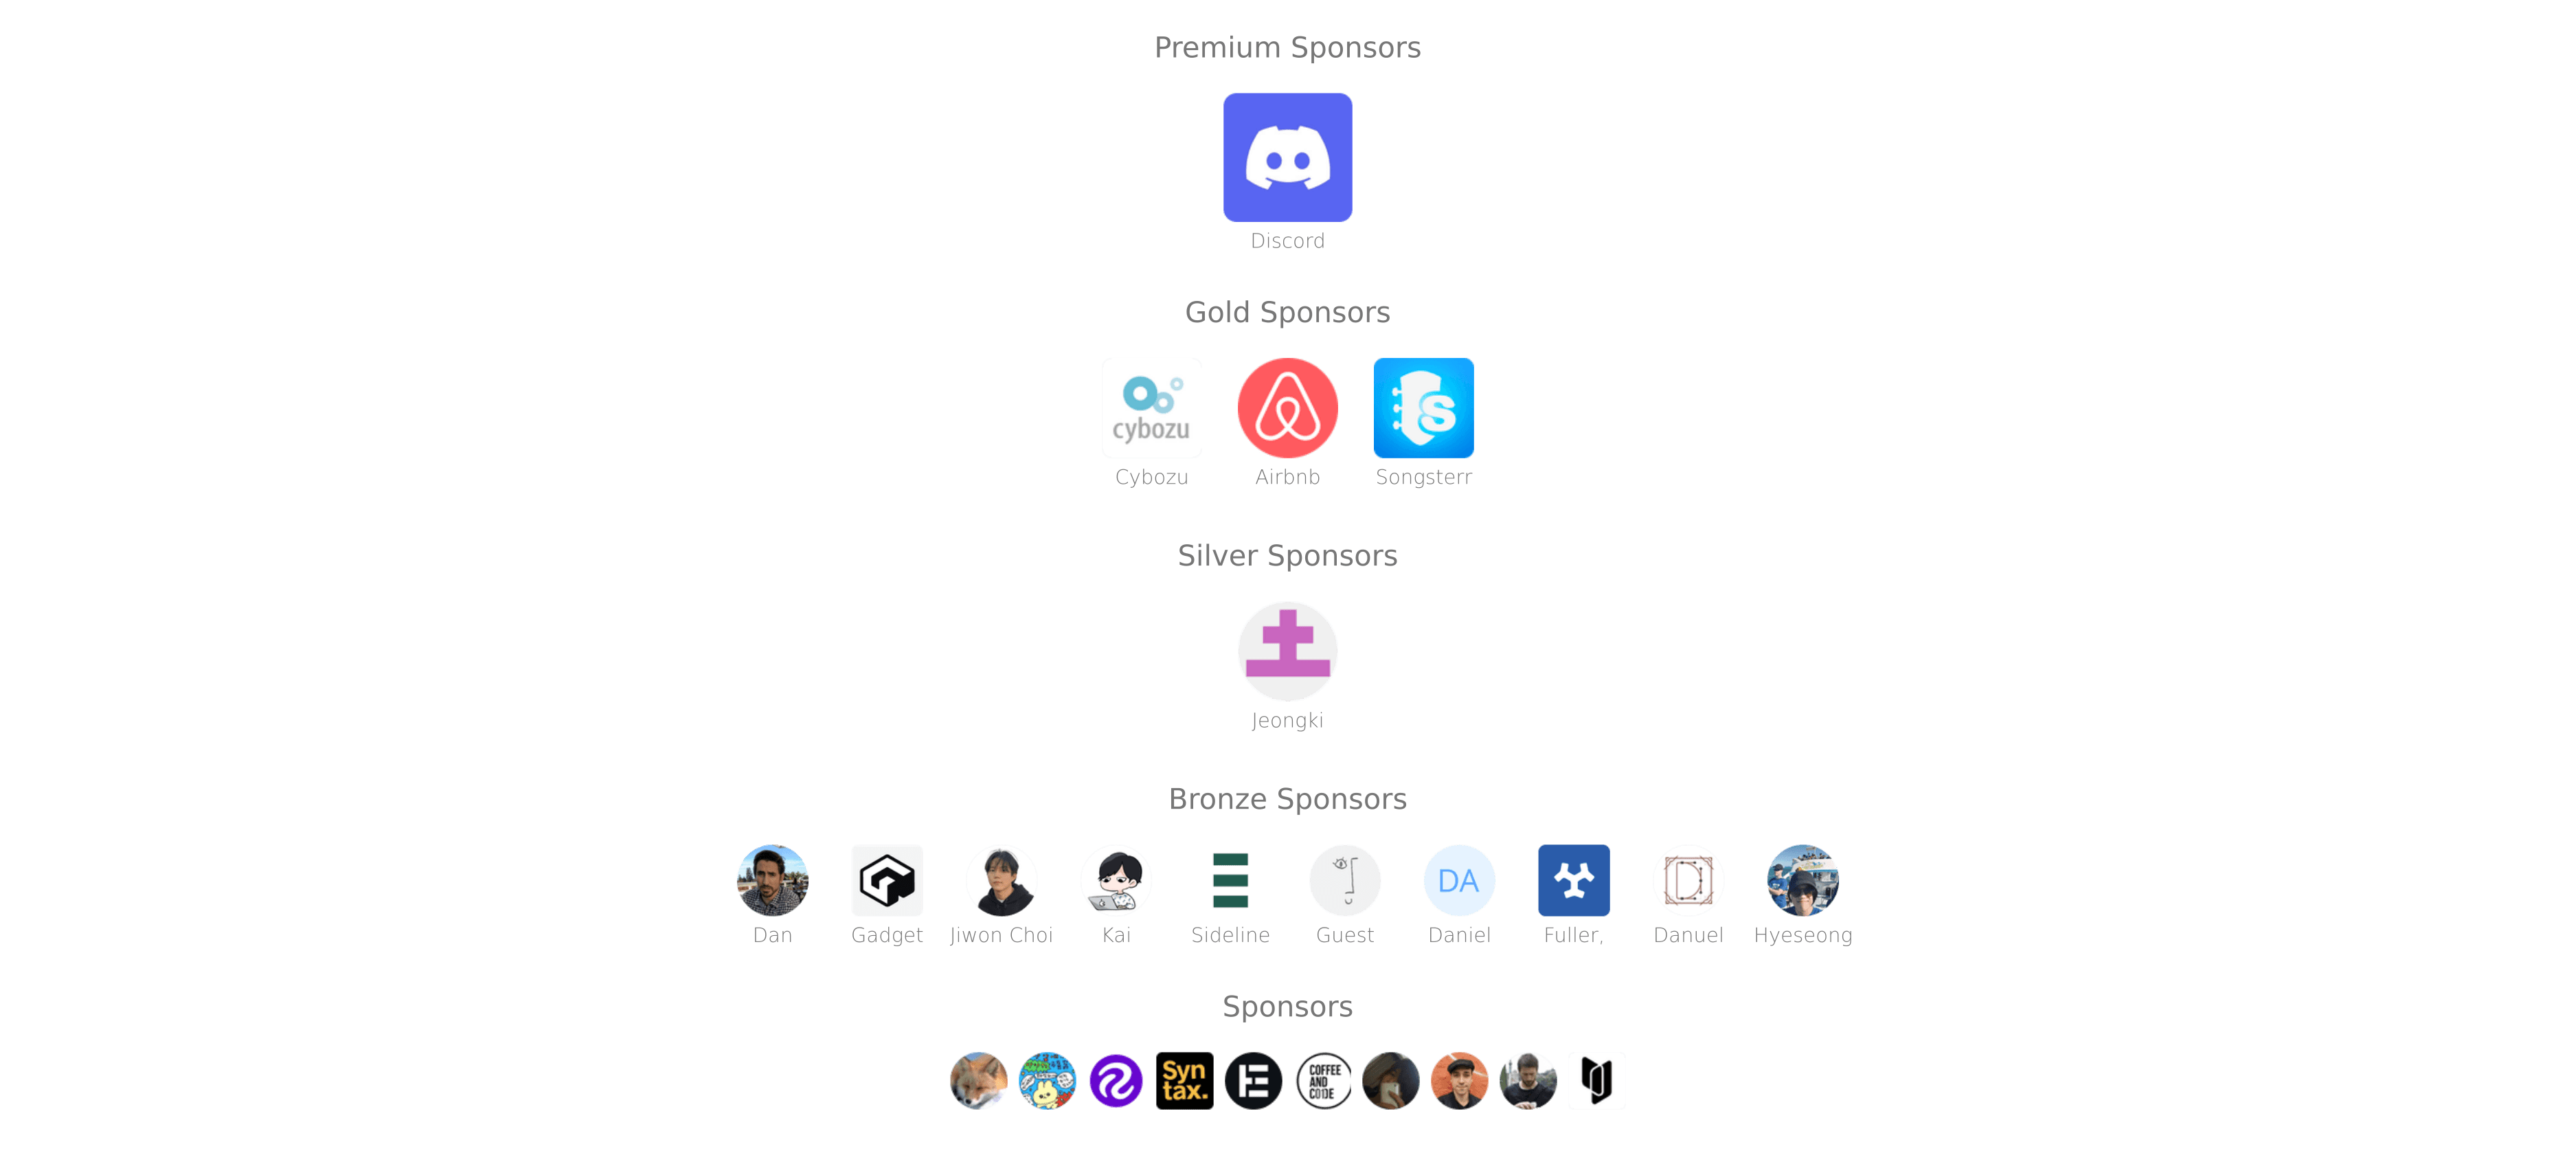 Premium Sponsors
Discord
Gold Sponsors
cybozu
S
Cybozu Airbnb Songsterr
Silver Sponsors
Jeongki
Bronze Sponsors
DA
Dan Gadget Jiwon Choi Kai Sideline Guest Daniel Fuller, Danuel Hyeseong
Sponsors
Syn
tax.
COFFEE
AND
CODE